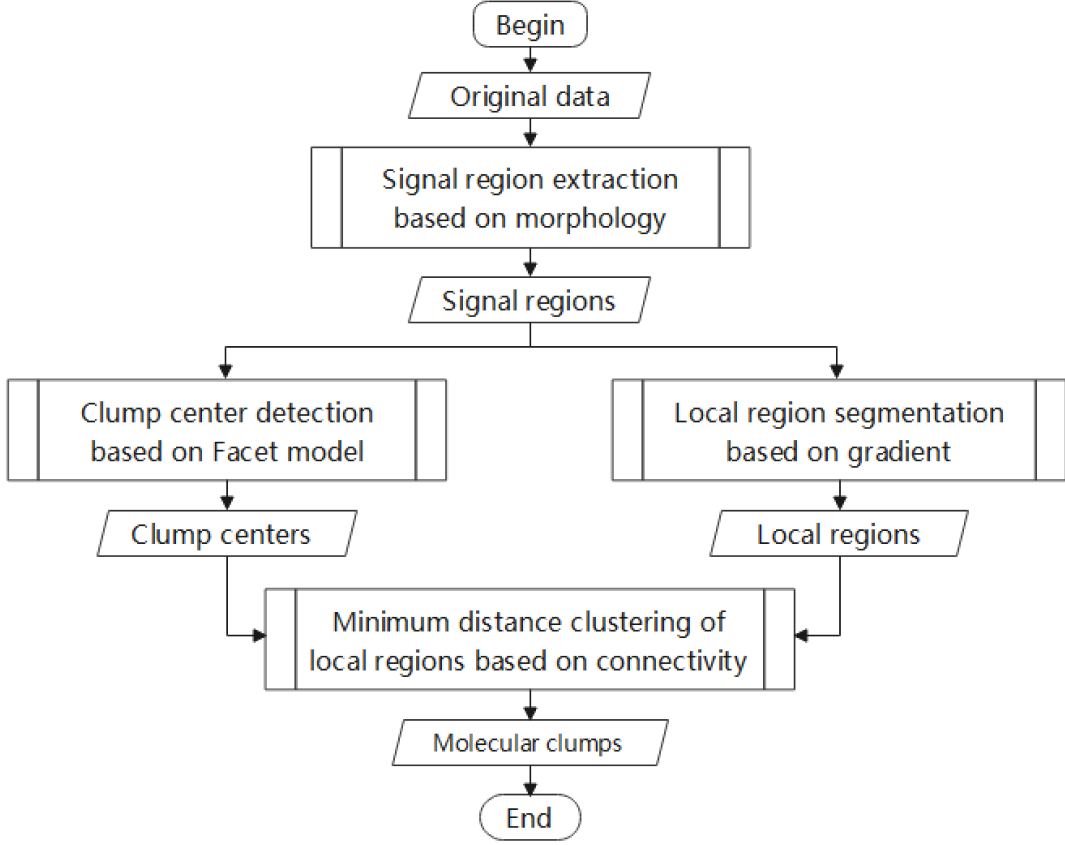 Begin
Original data
Signal region extraction
based on morphology
Signal regions
Clump center detection
based on Facet model
Local region segmentation
based on gradient
Clump centers
Local regions
Minimum distance clustering of
local regions based on connectivity
Molecular clumps
End